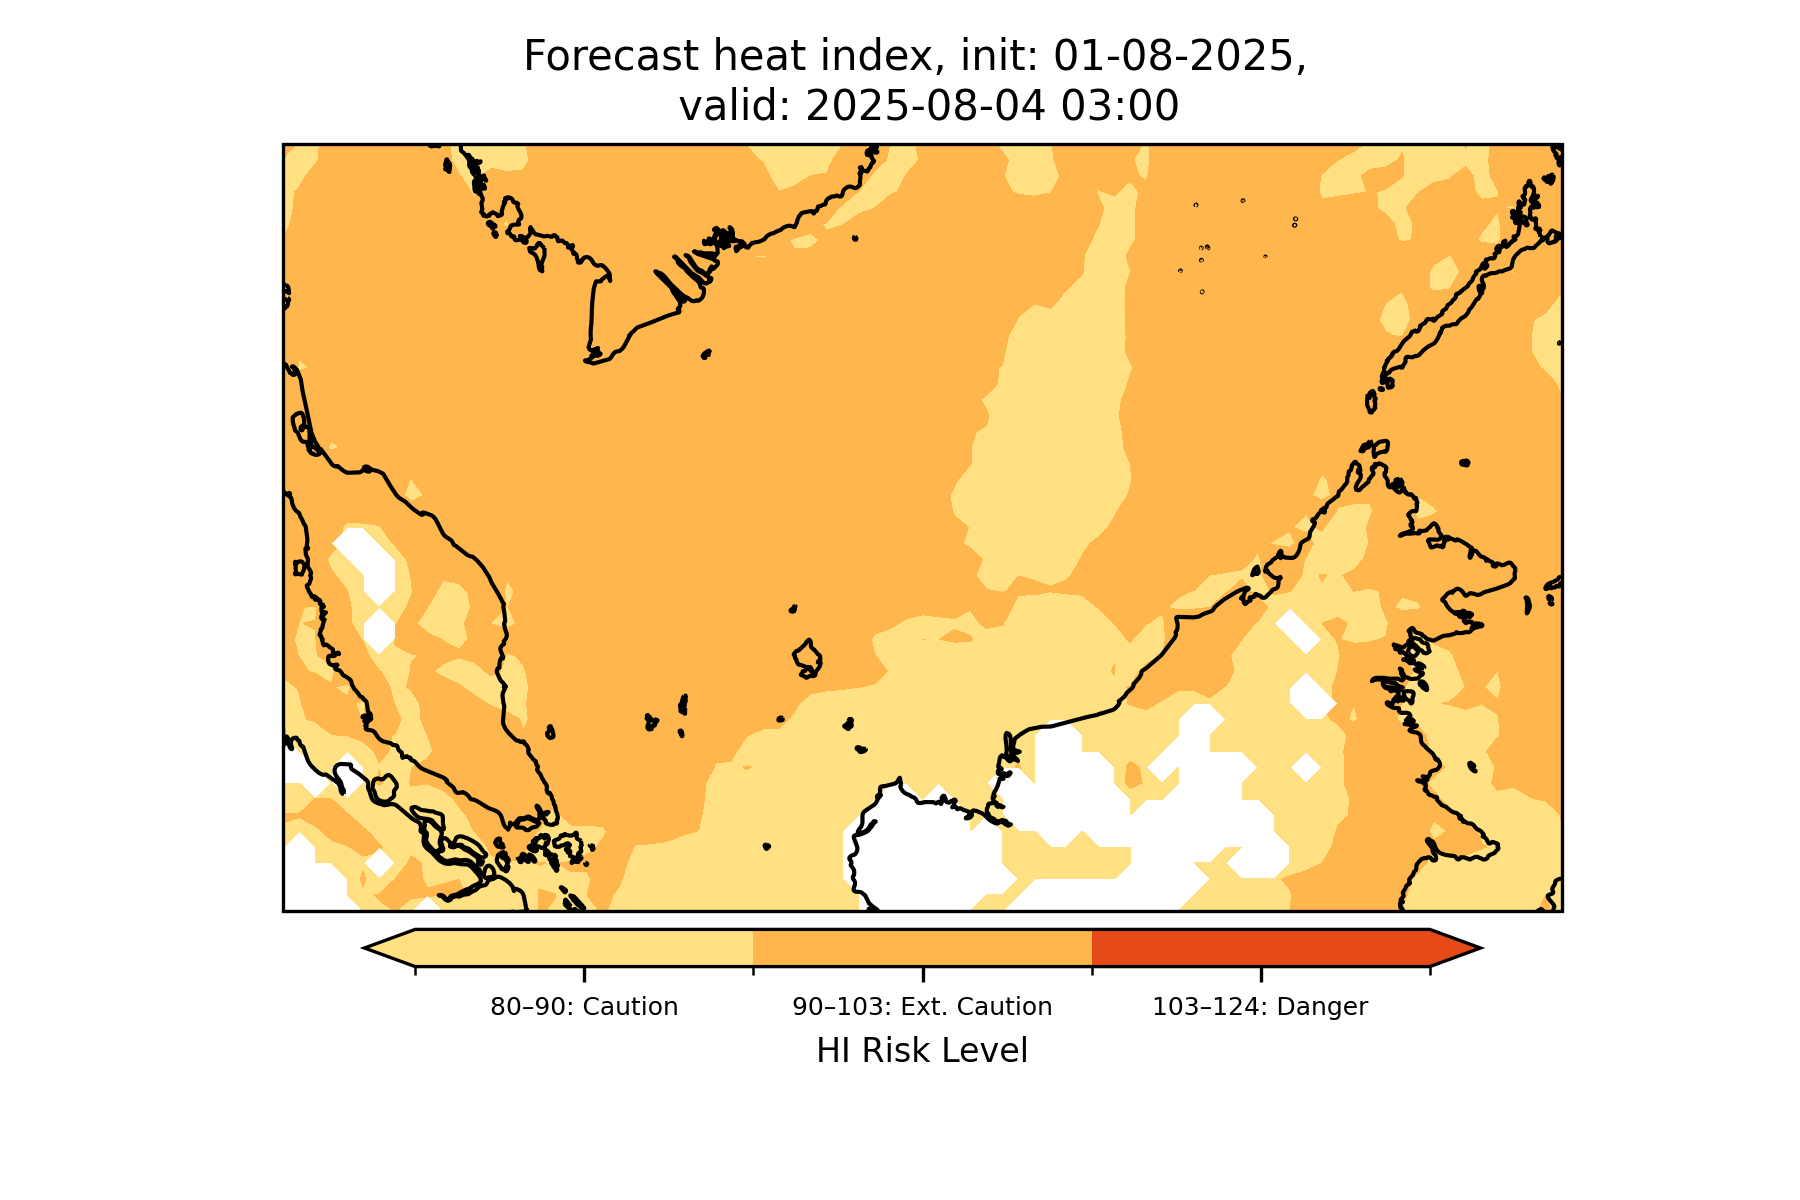 Forecast heat index, init: 01-08-2025,
valid: 2025-08-04 03:00
80–90: Caution
90–103: Ext. Caution
103–124: Danger
HI Risk Level